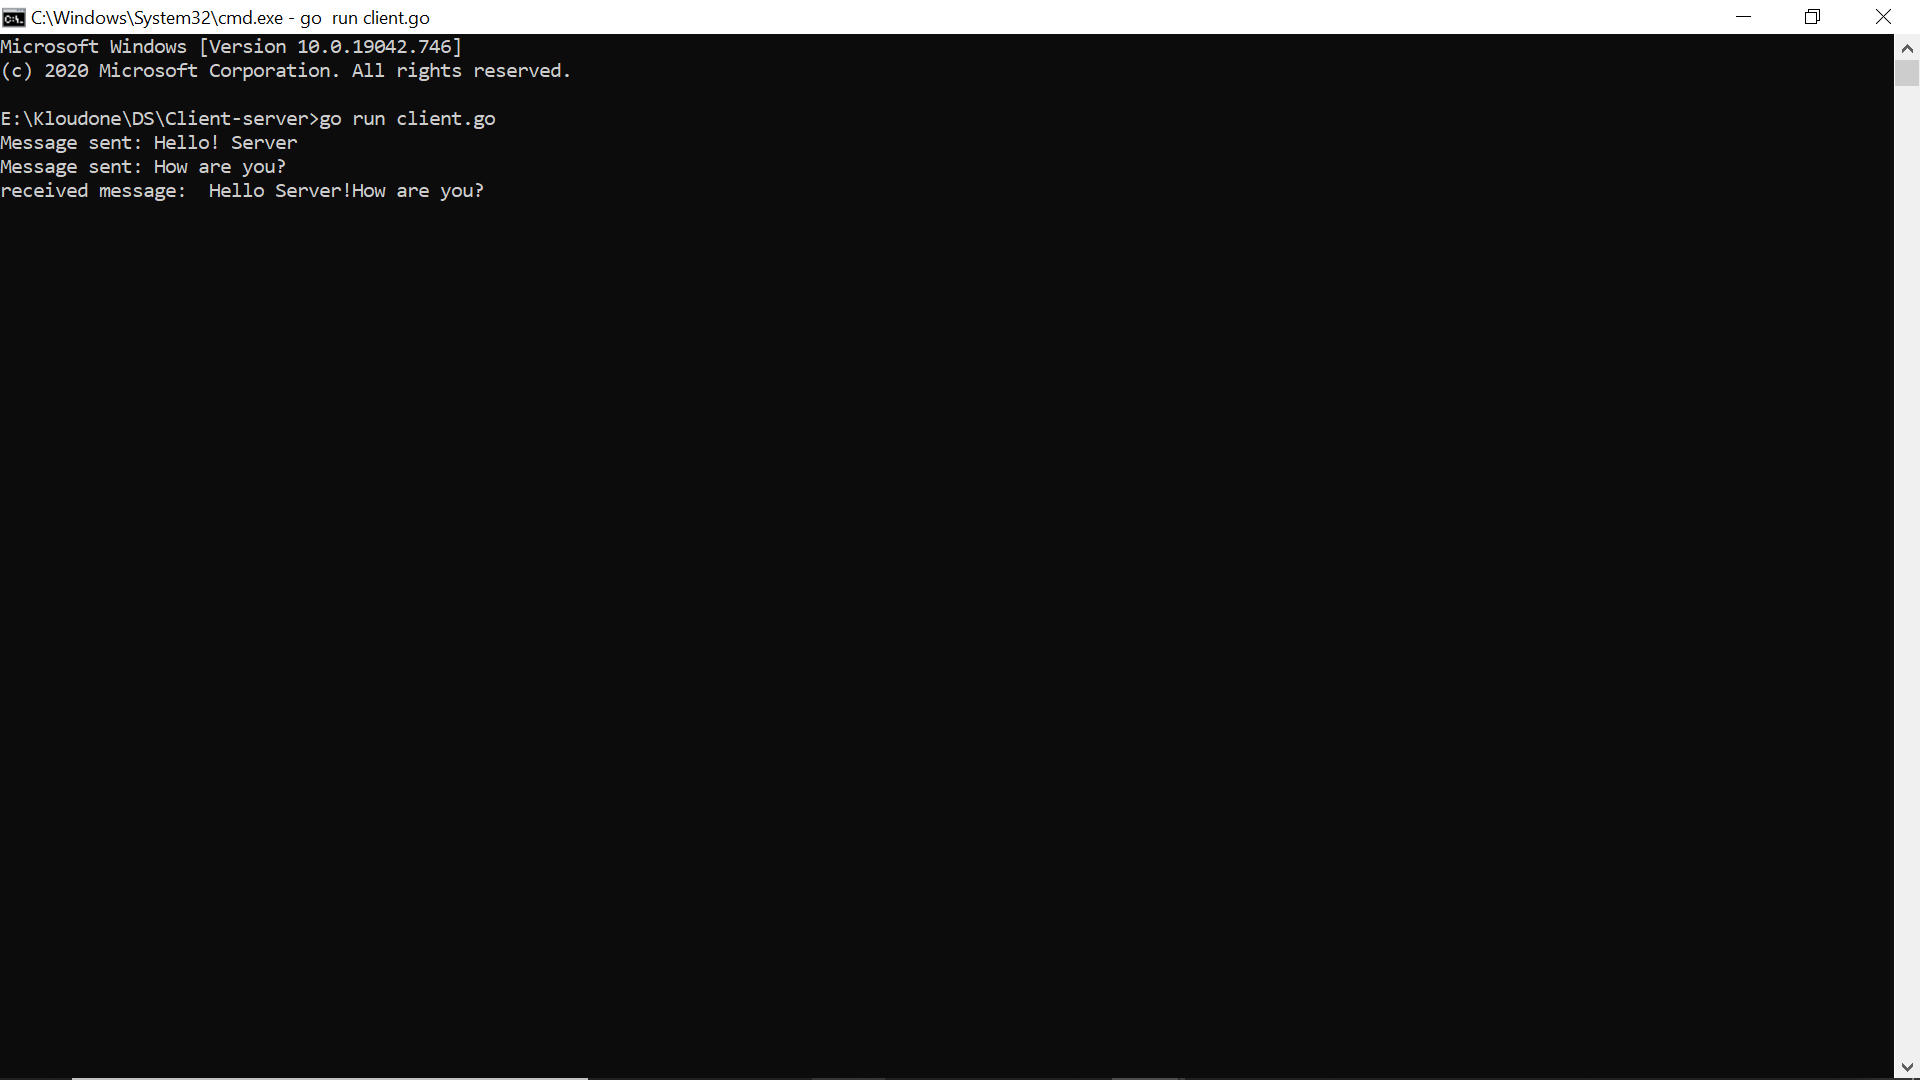 C:\Windows\System32\cmd.exe - go  run client.go
Microsoft Windows [Version 10.0.19042.746]
(c) 2020 Microsoft Corporation. All rights reserved.
E:\Kloudone\DS\Client-server>go run client.go
Message sent: Hello! Server
Message sent: How are you?
received message:  Hello Server!How are you?